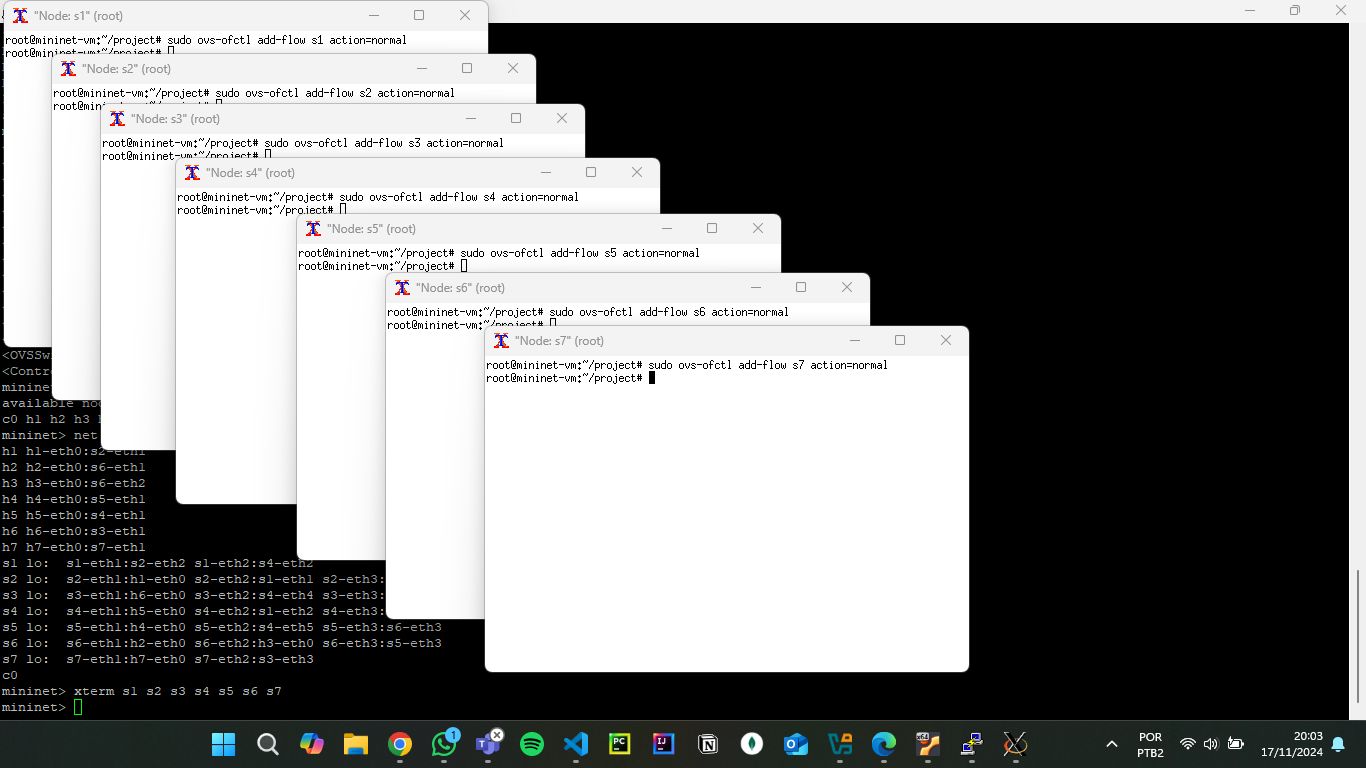 "Node: s1" (root)
root@mininet-vm:~/project# sudo ovs-ofctl add-flow s1 action=normal
root@mininet-vm:~/project#
"Node: s2" (root)
root@mininet-vm:~/project# sudo ovs-ofctl add-flow s2 action=normal
"Node: s3" (root)
root@mininet-vm:~/project# sudo ovs-ofctl add-flow s3 action=normal
root@mininet-vm:~/project#
"Node: s4" (root)
root@mininet-vm:~/project# sudo ovs-ofctl add-flow s4 action=normal
root@mininet-vm:~/project#
"Node: s5" (root)
root@mininet-vm:~/project# sudo ovs-ofctl add-flow s5 action=normal
root@mininet-vm:~/project#
"Node: s6" (root)
root@mininet-vm:~/project# sudo ovs-ofctl add-flow s6 action=normal
root@mininet-vm:~/project#
"Node: s7" (root)
root@mininet-vm:~/project# sudo ovs-ofctl add-flow s7 action=normal
root@mininet-vm:~/project#
<OVSSw
<Contr
minine
available no
c0 h1 h2 h3
mininet> net
h1 h1-eth0:s2-eth1
h2 h2-eth0:s6-eth1
h3 h3-eth0:s6-eth2
h4 h4-eth0:s5-eth1
h5 h5-eth0:s4-eth1
h6 h6-eth0:s3-eth1
h7 h7-eth0:s7-eth1
s1 lo:  s1-eth1:s2-eth2 s1-eth2:s4-eth2
s2 lo:  s2-eth1:h1-eth0 s2-eth2:s1-eth1 s2-eth3:
s3 lo:  s3-eth1:h6-eth0 s3-eth2:s4-eth4 s3-eth3:
s4 lo:  s4-eth1:h5-eth0 s4-eth2:s1-eth2 s4-eth3:
s5 lo:  s5-eth1:h4-eth0 s5-eth2:s4-eth5 s5-eth3:s6-eth3
s6 lo:  s6-eth1:h2-eth0 s6-eth2:h3-eth0 s6-eth3:s5-eth3
s7 lo:  s7-eth1:h7-eth0 s7-eth2:s3-eth3
c0
mininet> xterm s1 s2 s3 s4 s5 s6 s7
mininet>
1
PC
IJ
POR
PTB2
20:03
17/11/2024